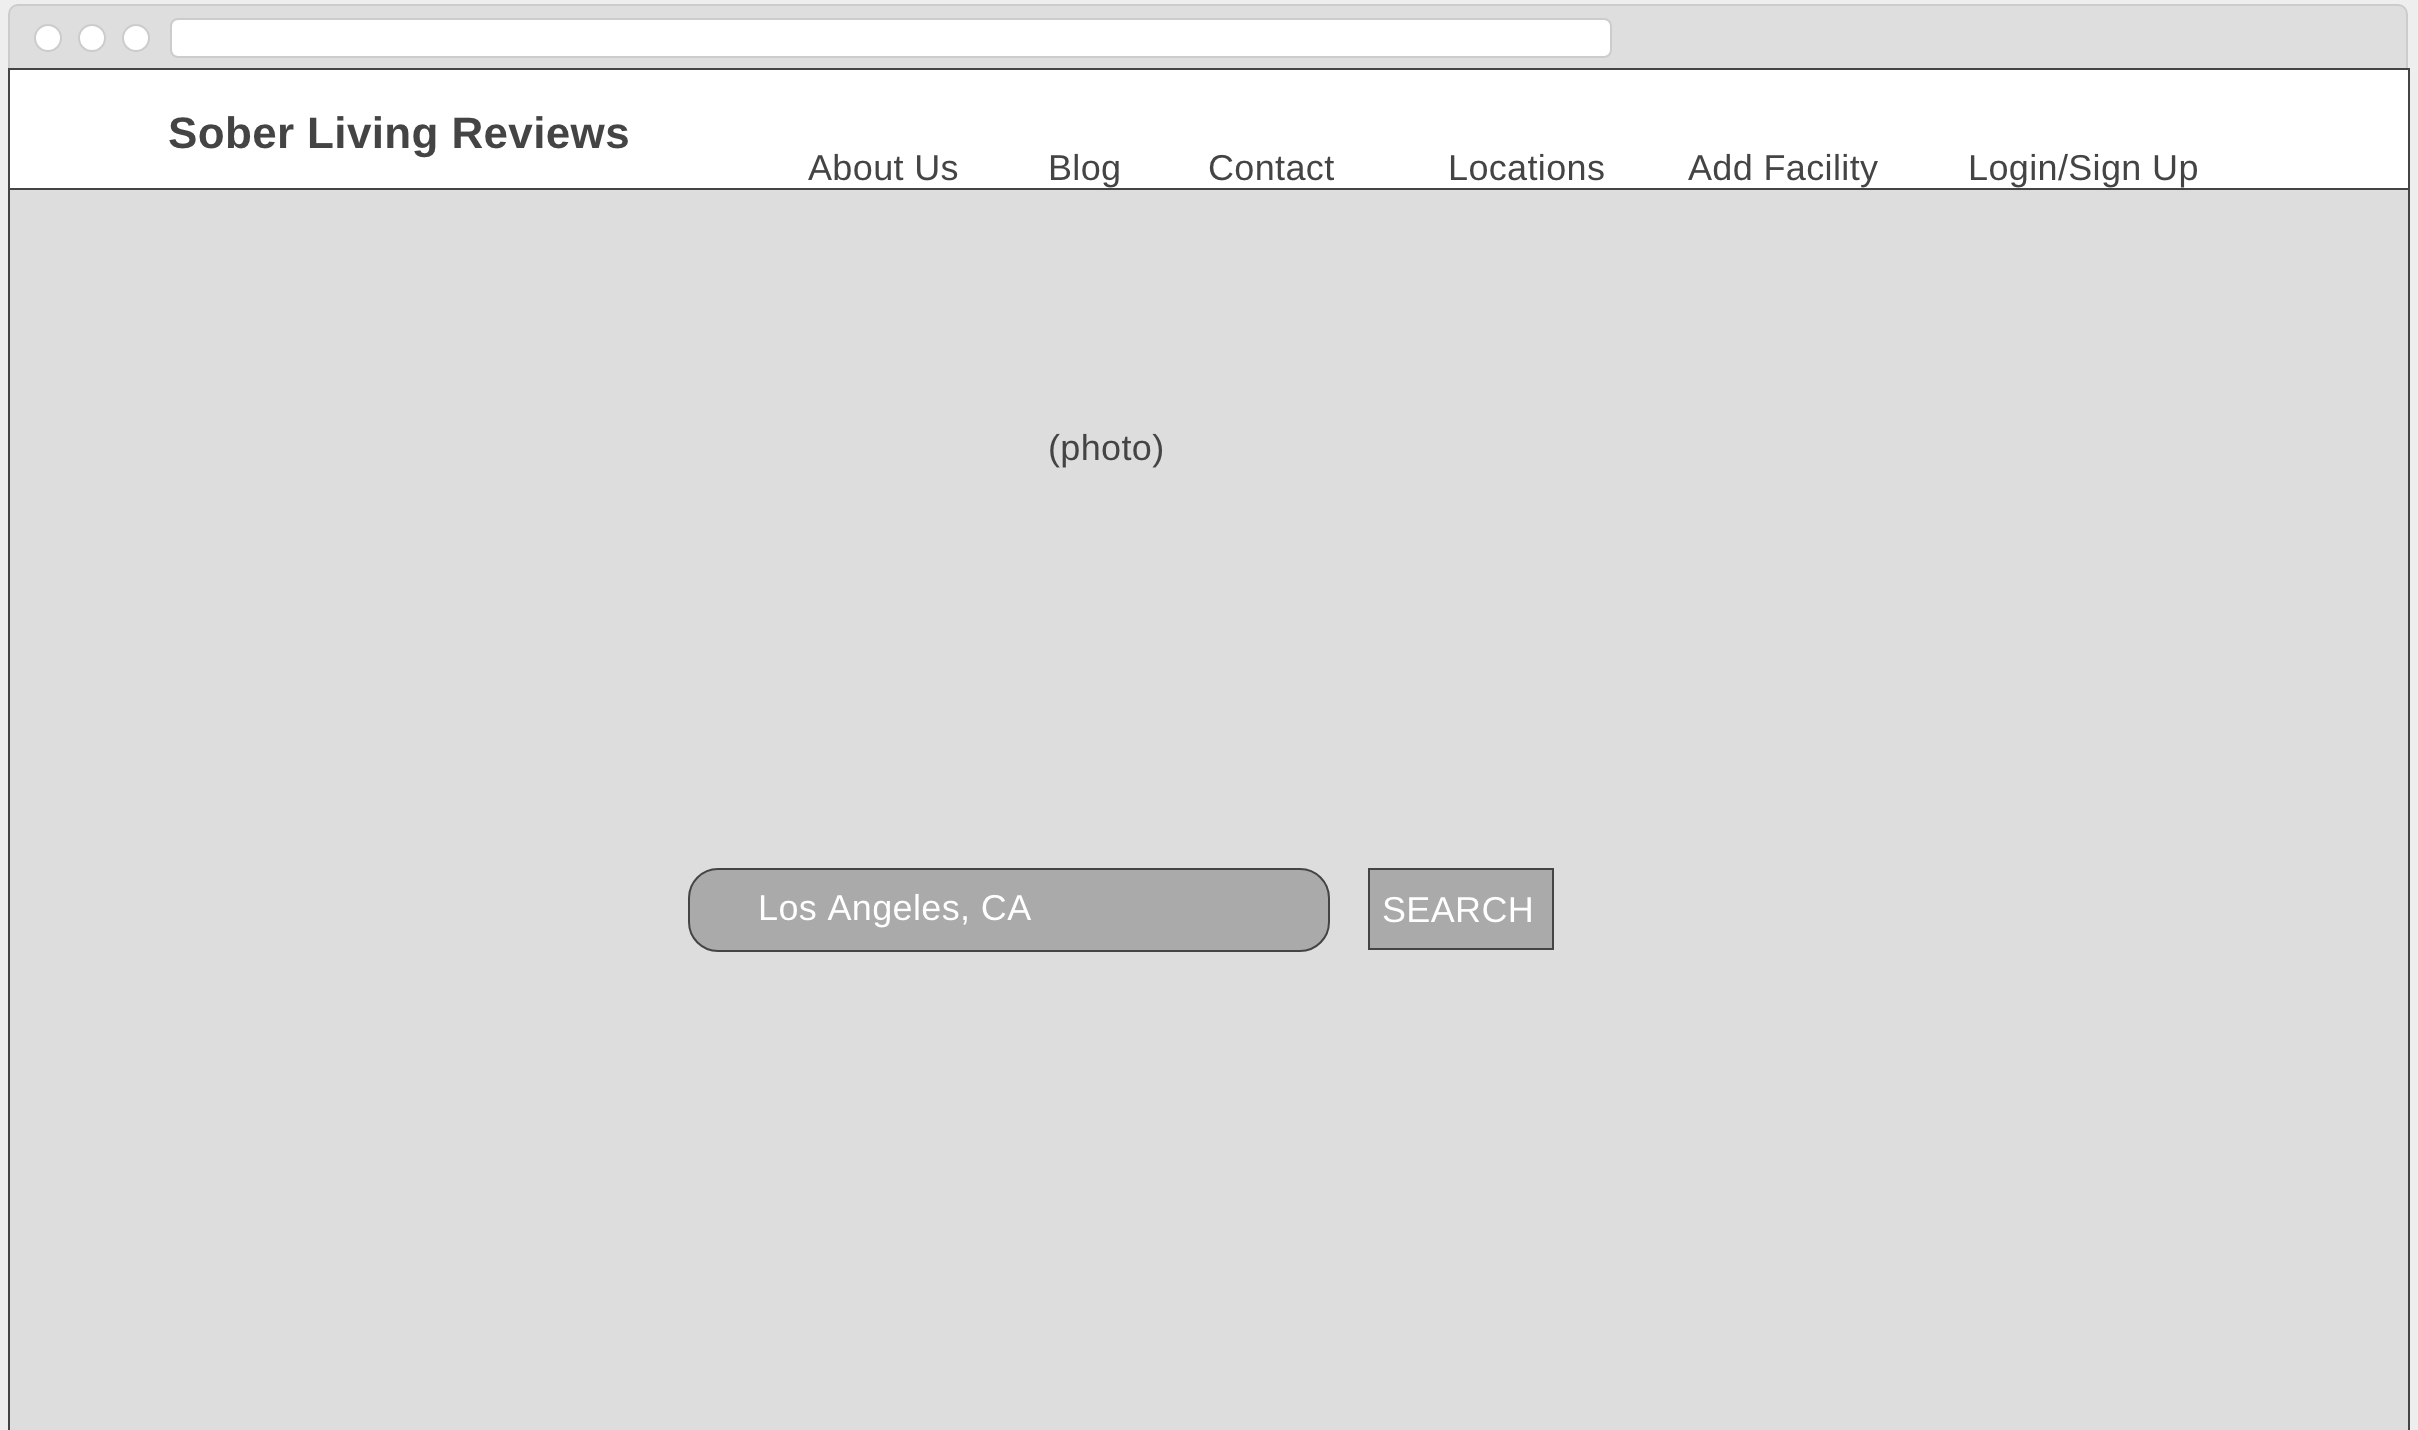 Sober Living Reviews
About Us Blog Contact Locations Add Facility Login/Sign Up
(photo)
Los Angeles, CA
SEARCH